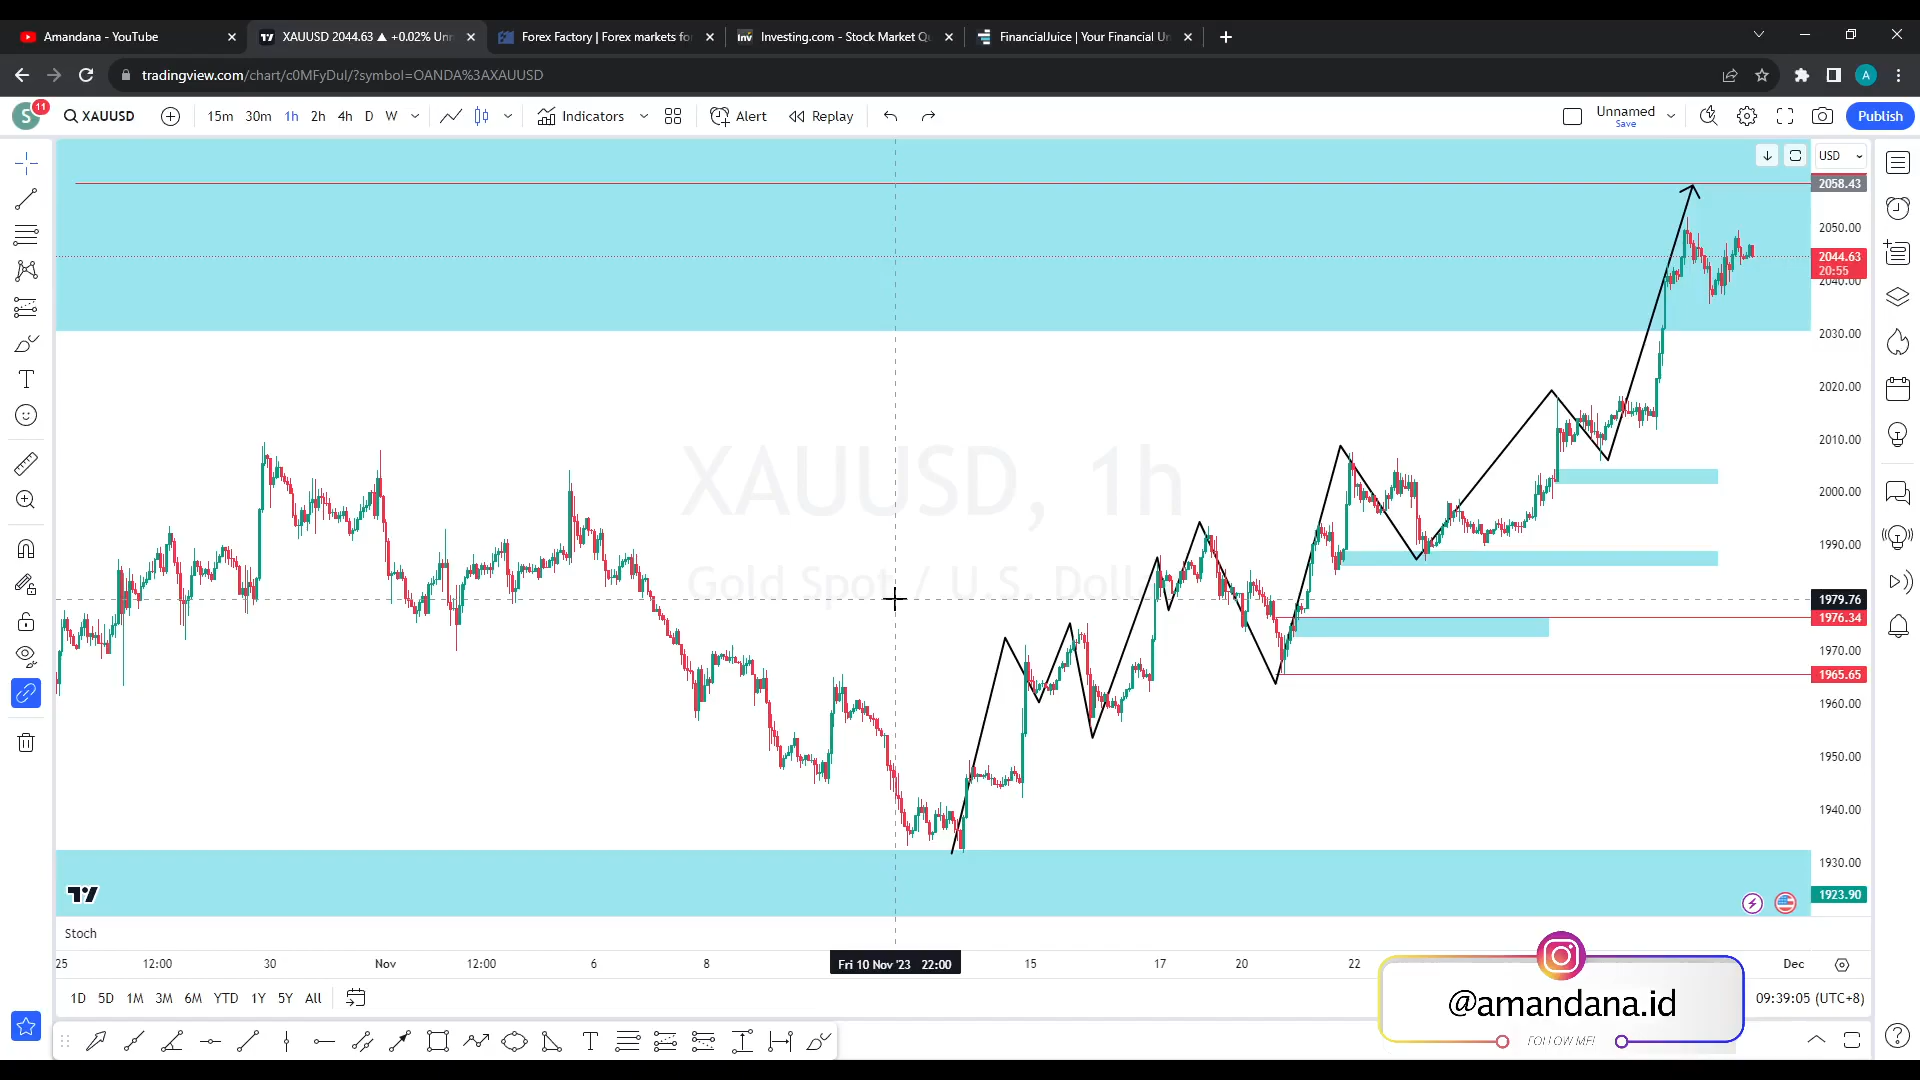 Amandana - YouTube
XAUUSD 2044.63 ▲ +0.02% Unn
Forex Factory | Forex markets for
Investing.com - Stock Market Qu
FinancialJuice | Your Financial Un
tradingview.com/chart/c0MFyDul/?symbol=OANDA%3AXAUUSD
A
S
11
XAUUSD
15m 30m 1h 2h 4h D W
Indicators
Alert
Replay
Unnamed
Save
Publish
USD
2058.43
2050.00
2044.63
20:55
2040.00
2030.00
2020.00
2010.00
2000.00
1990.00
1979.76
1976.34
1970.00
1965.65
1960.00
1950.00
1940.00
1930.00
1923.90
XAUUSD, 1h
Gold Spot / U.S. Doll
Stoch
25 12:00 30 Nov 12:00 6 8 Fri 10 Nov '23 22:00 15 17 20 22 Dec
1D 5D 1M 3M 6M YTD 1Y 5Y All
09:39:05 (UTC+8)
@amandana.id
FOLLOW ME!